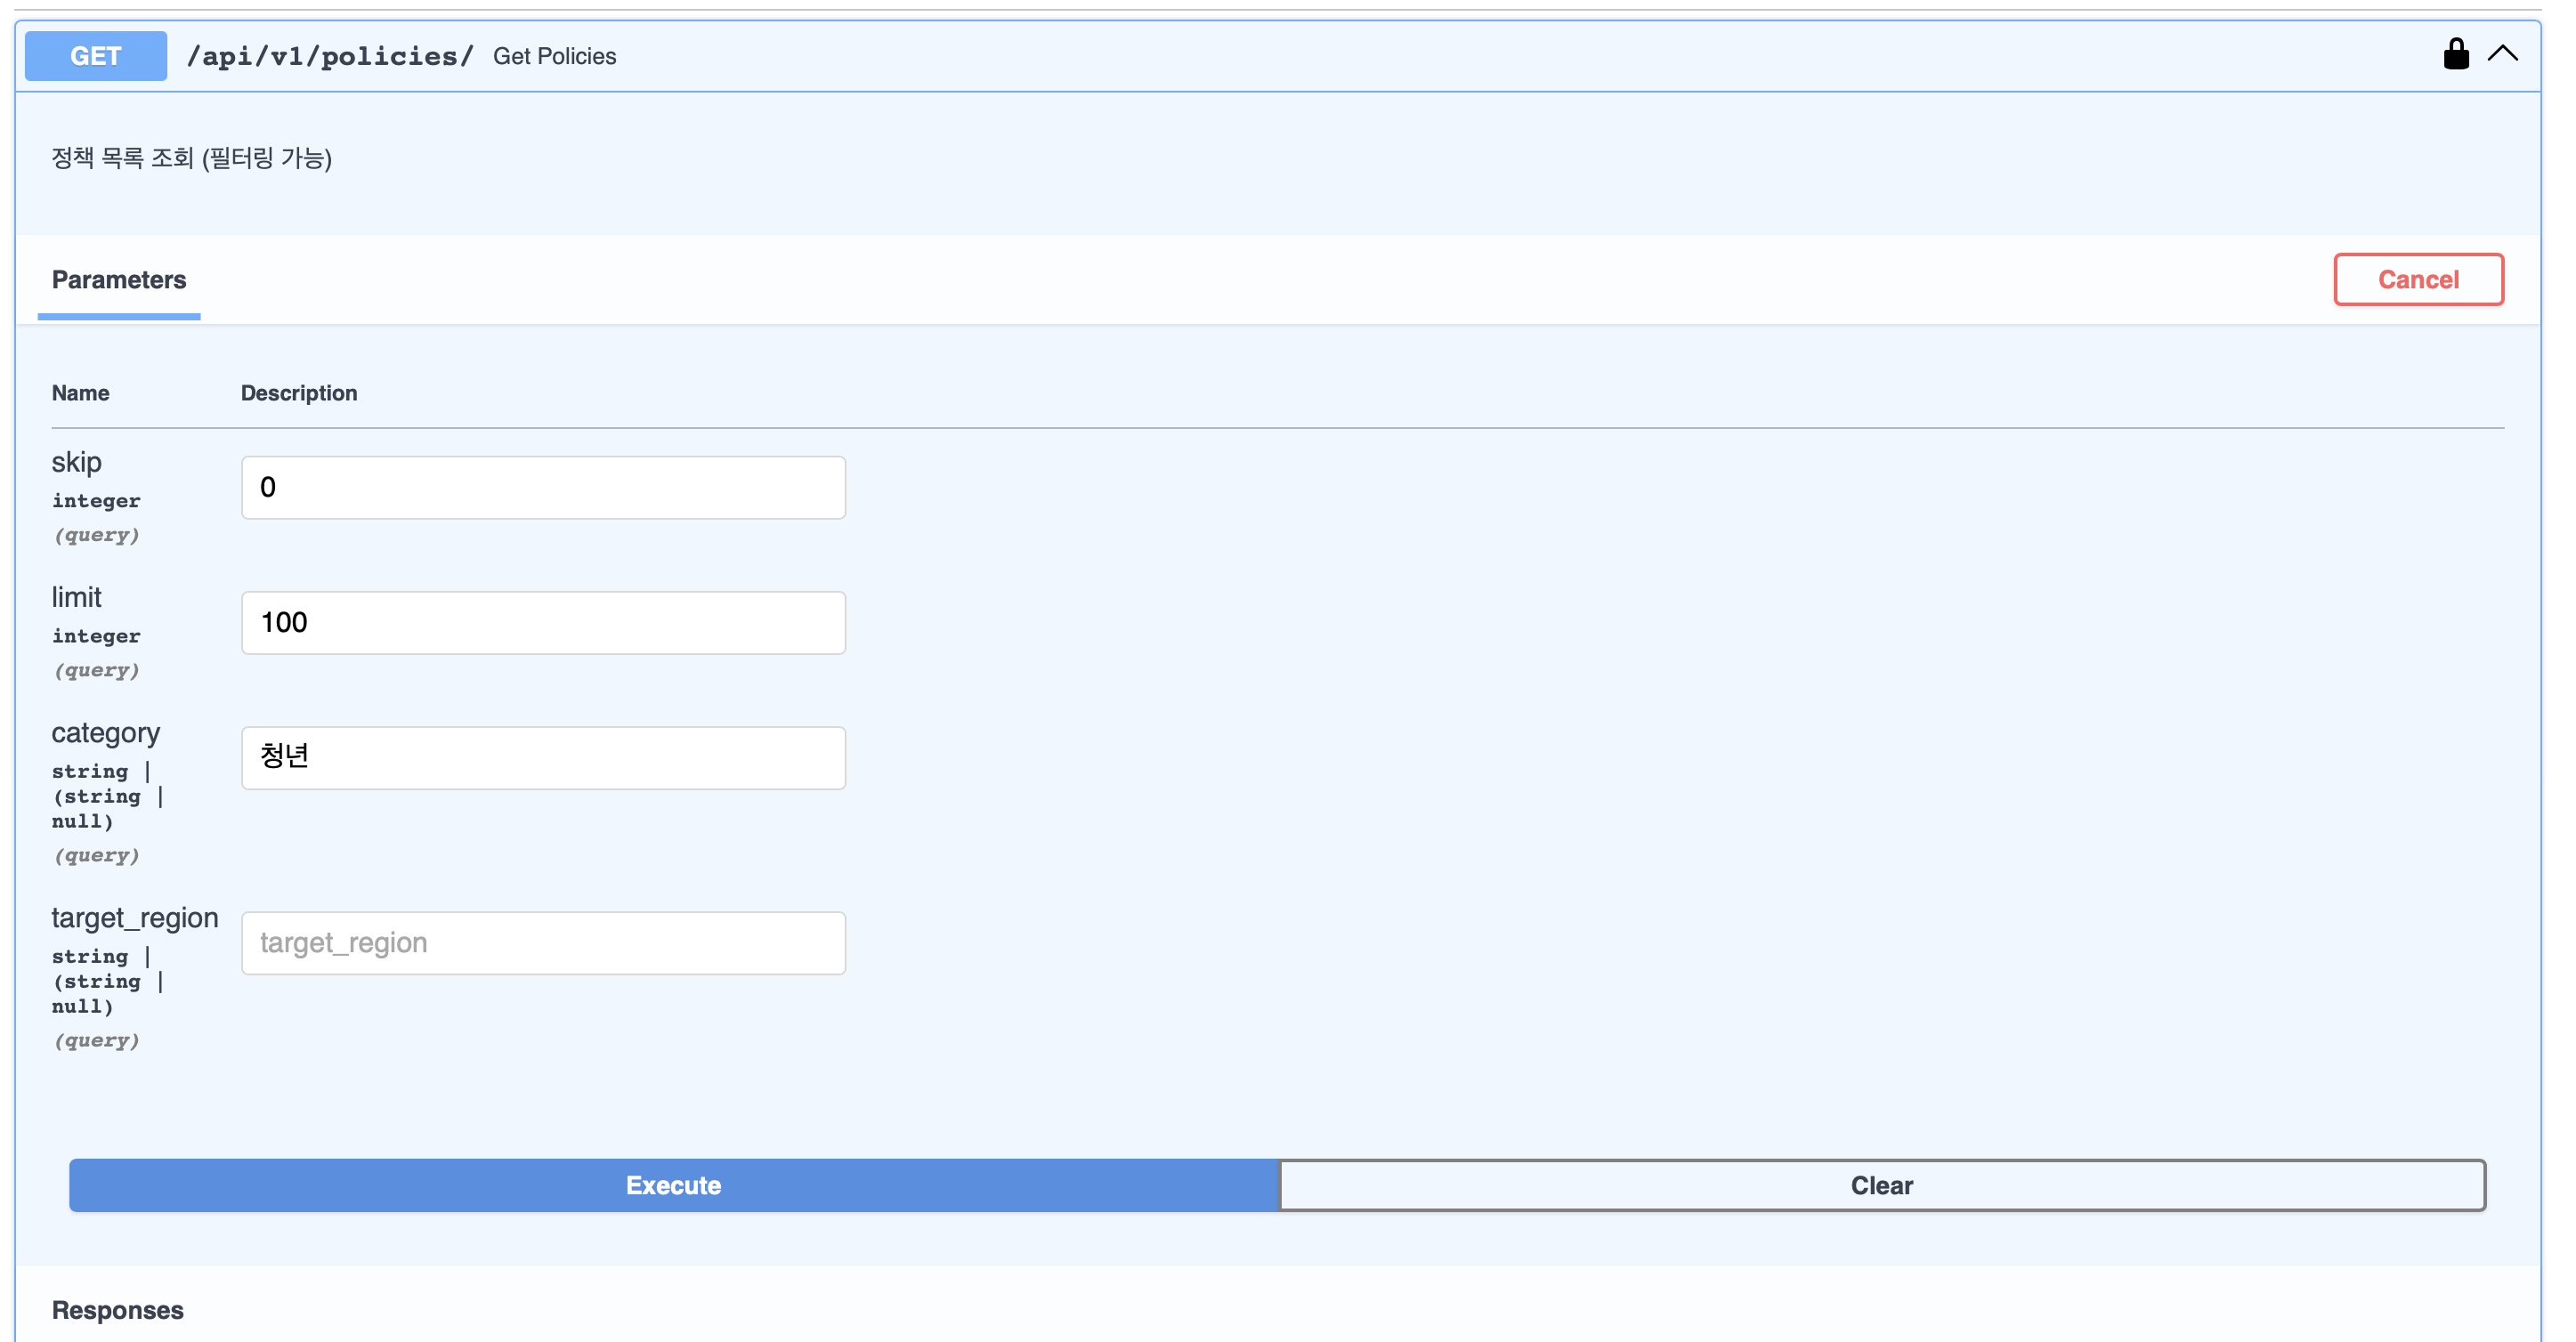 GET /api/v1/policies/ Get Policies
정책 목록 조회 (필터링 가능)
Parameters
Cancel
Name Description
skip
integer
(query)
0
limit
integer
(query)
100
category
string |
(string |
null)
(query)
청년
target_region
string |
(string |
null)
(query)
target_region
Execute
Clear
Responses